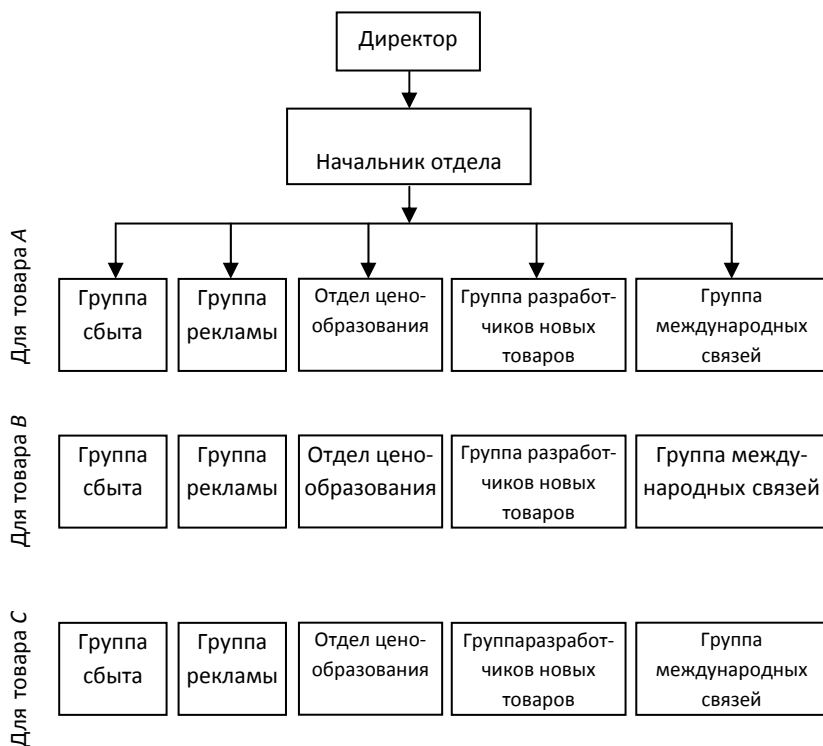 Директор
Начальник отдела
Для товара А
Группа
сбыта
Группа
рекламы
Отдел цено-
образования
Группа разработ-
чиков новых
товаров
Группа
международных
связей
Для товара В
Группа
сбыта
Группа
рекламы
Отдел цено-
образования
Группа разработ-
чиков новых
товаров
Группа между-
народных связей
Для товара С
Группа
сбыта
Группа
рекламы
Отдел цено-
образования
Группаразработ-
чиков новых
товаров
Группа
международных
связей